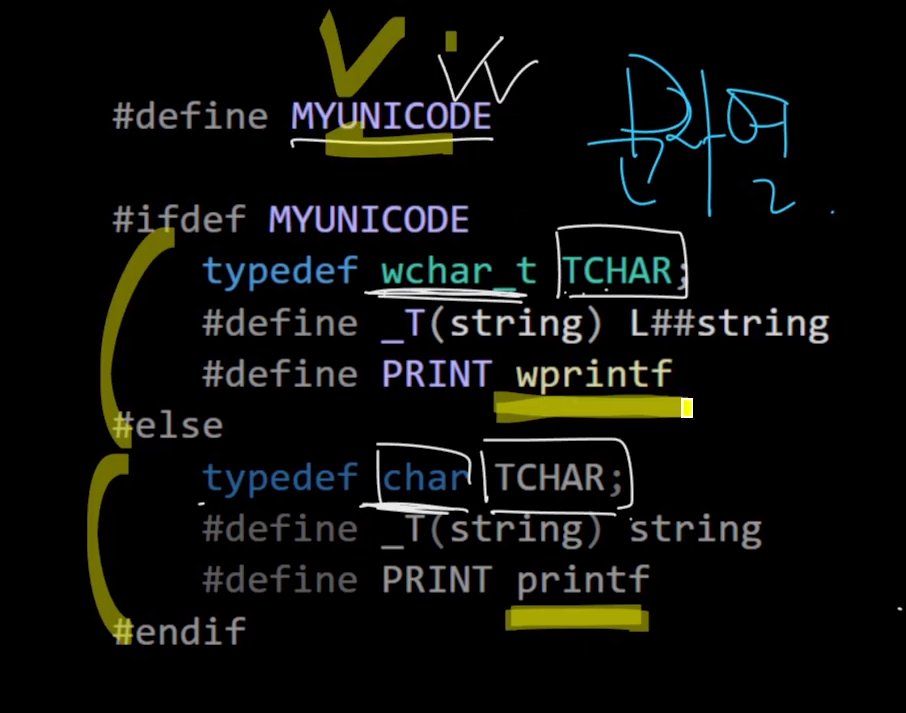 #define MYUNICODE
#ifdef MYUNICODE
typedef wchar_t TCHAR;
#define _T(string) L##string
#define PRINT wprintf
#else
typedef char TCHAR;
#define _T(string) string
#define PRINT printf
#endif